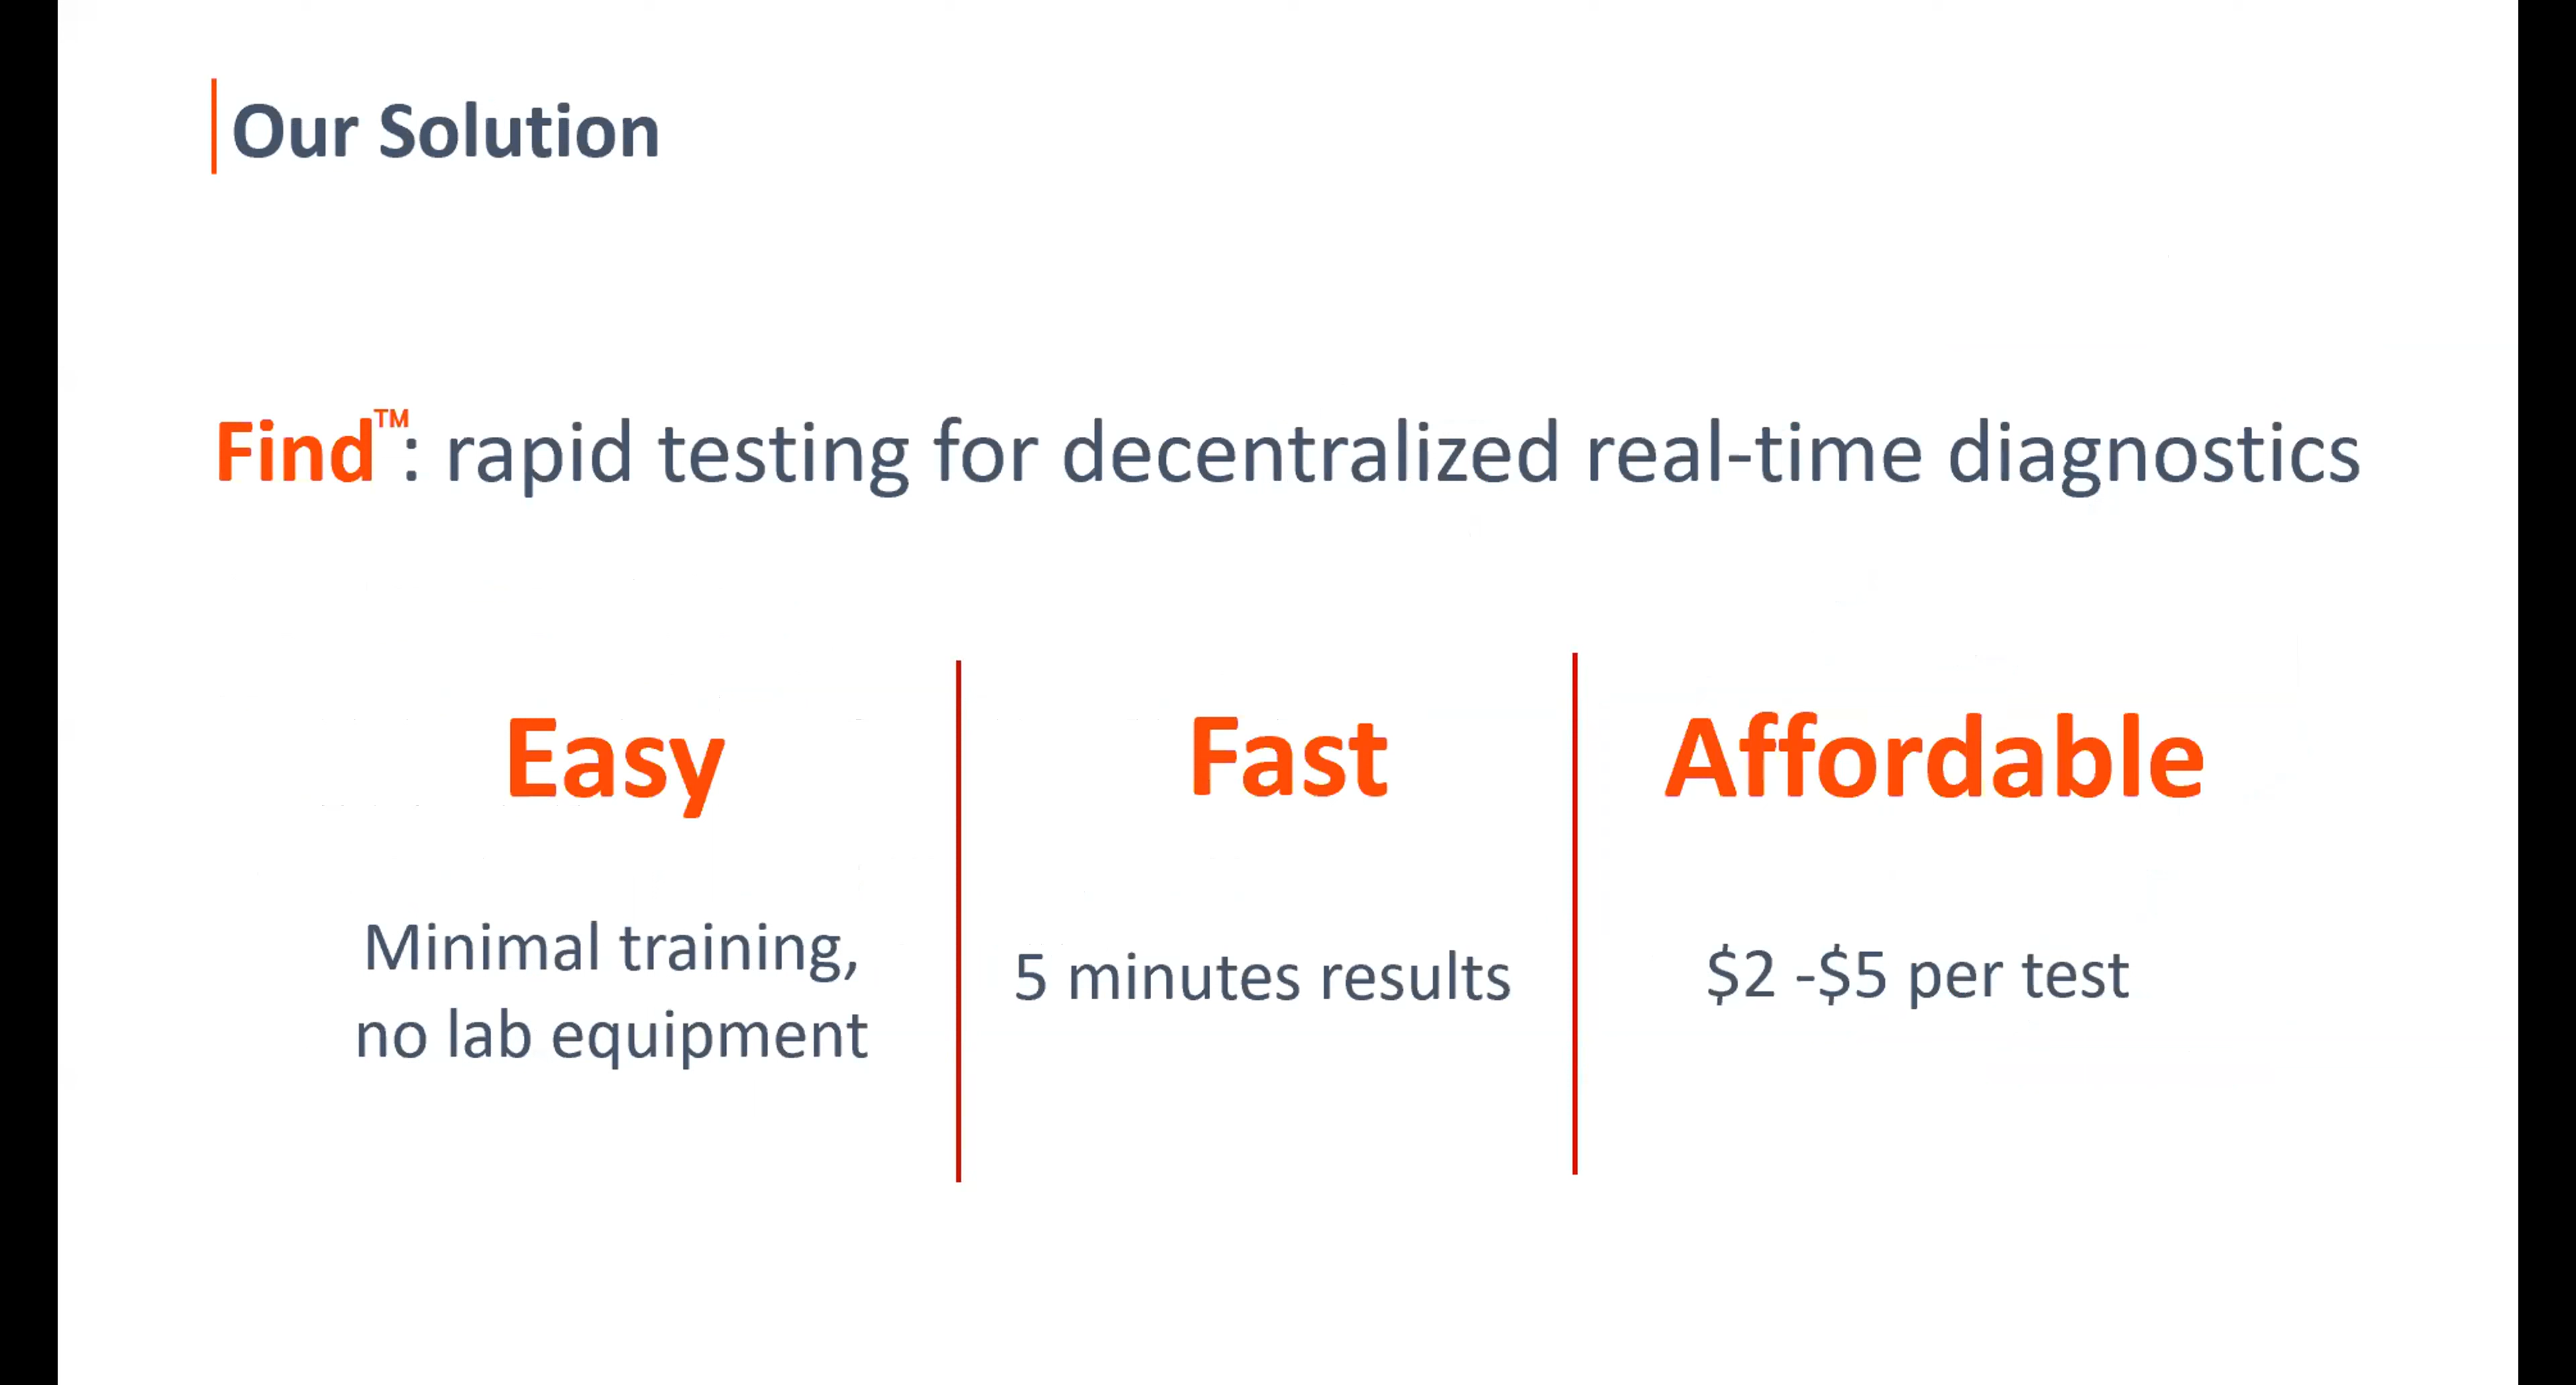 Our Solution
Find™: rapid testing for decentralized real-time diagnostics
Easy
Minimal training,
no lab equipment
Fast
5 minutes results
Affordable
$2 -$5 per test